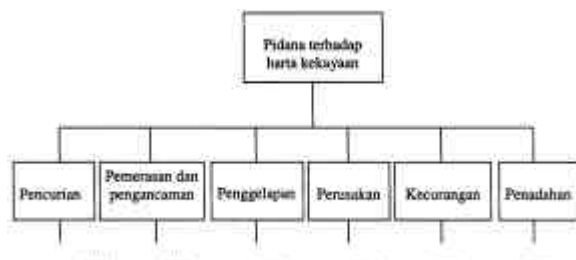 Pidana terhadap
harta kekayaan
Pencurian
Pemerasan dan
pengancaman
Penggelapan
Perusakan
Kecurangan
Penadahan